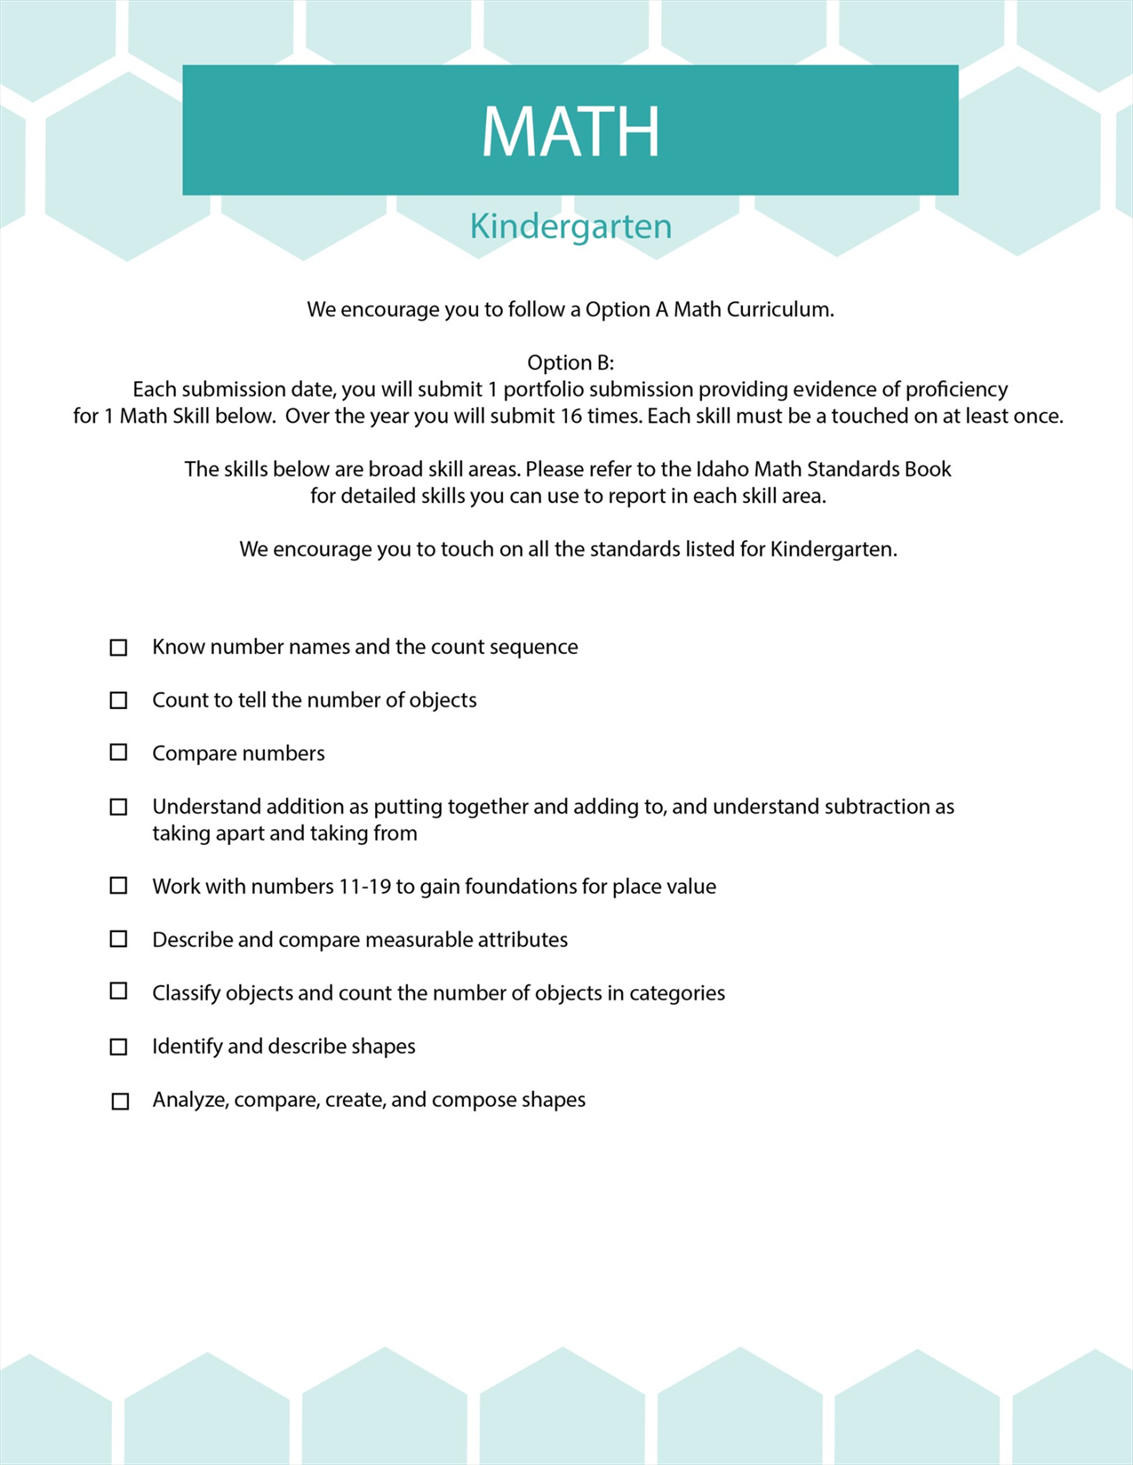 MATH
Kindergarten
We encourage you to follow a Option A Math Curriculum.
Option B:
Each submission date, you will submit 1 portfolio submission providing evidence of proficiency
for 1 Math Skill below.  Over the year you will submit 16 times. Each skill must be a touched on at least once.
The skills below are broad skill areas. Please refer to the Idaho Math Standards Book
for detailed skills you can use to report in each skill area.
We encourage you to touch on all the standards listed for Kindergarten.
Know number names and the count sequence
Count to tell the number of objects
Compare numbers
Understand addition as putting together and adding to, and understand subtraction as
taking apart and taking from
Work with numbers 11-19 to gain foundations for place value
Describe and compare measurable attributes
Classify objects and count the number of objects in categories
Identify and describe shapes
Analyze, compare, create, and compose shapes